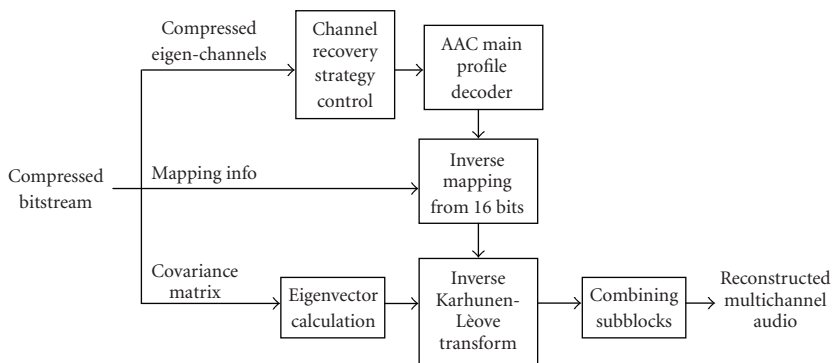 Compressed
eigen-channels
Channel
recovery
strategy
control
AAC main
profile
decoder
Compressed
bitstream
Mapping info
Inverse
mapping
from 16 bits
Covariance
matrix
Eigenvector
calculation
Inverse
Karhunen-
Lèove
transform
Combining
subblocks
Reconstructed
multichannel
audio